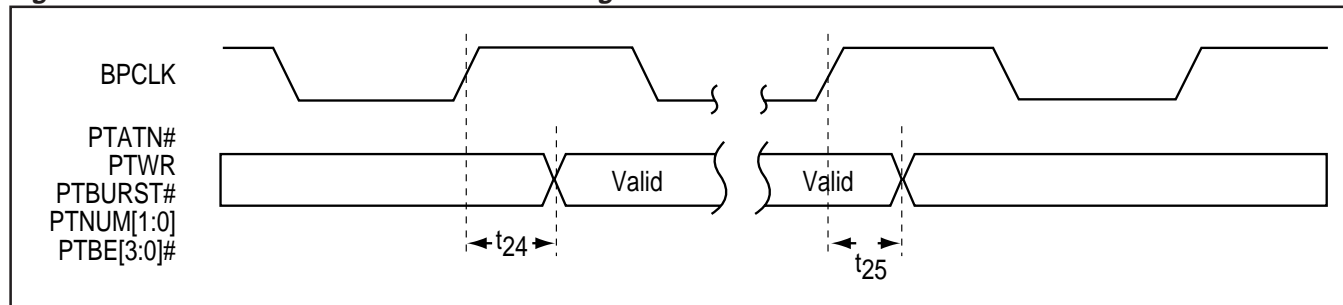 BPCLK
PTATN#
PTWR
PTBURST#
PTNUM[1:0]
PTBE[3:0]#
Valid
Valid
t24
t25